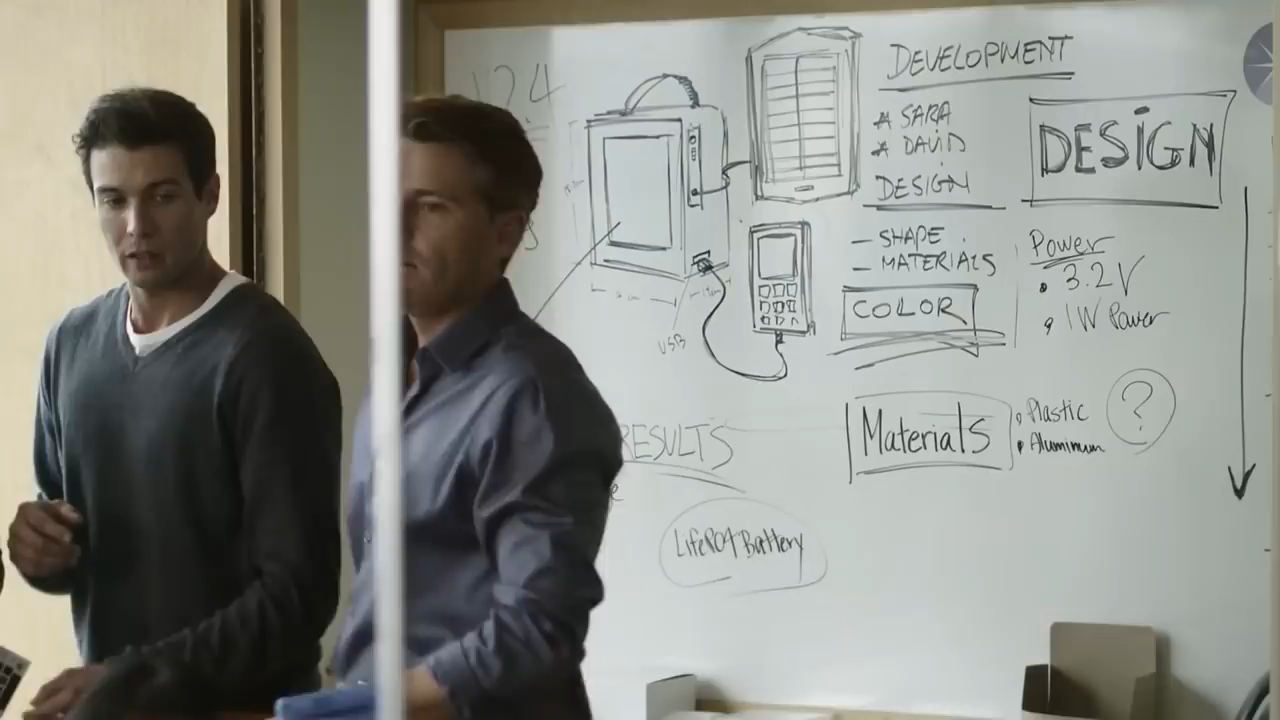 124
DEVELOPMENT
SARA
DAVID
DESIGN
- SHAPE
- MATERIALS
COLOR
DESIGN
Power
• 3.2V
• 1W Power
USB
Materials
• Plastic
• Aluminum
?
RESULTS
LifePO4 Battery